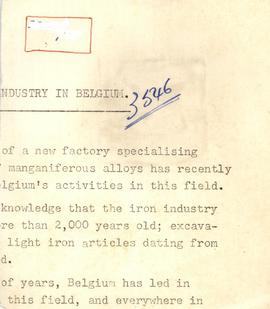 INDUSTRY IN BELGIUM.
3546
of a new factory specialising
manganiferous alloys has recently
elgium's activities in this field.
knowledge that the iron industry
ore than 2,000 years old; excava-
light iron articles dating from
d.
of years, Belgium has led in
this field, and everywhere in